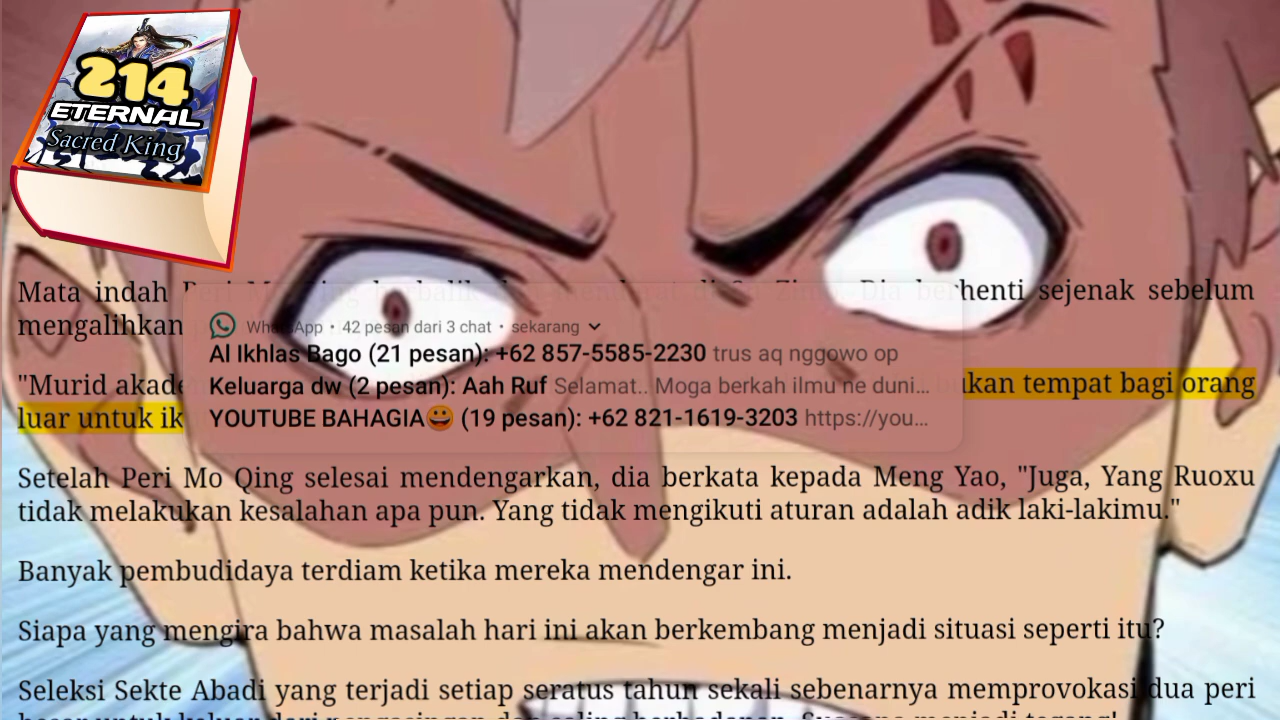 214
ETERNAL
Sacred King
Mata indah Peri Mo Qing berbalik
Dia berhenti sejenak sebelum
mengalihkan
WhatsApp • 42 pesan dari 3 chat • sekarang
Al Ikhlas Bago (21 pesan): +62 857-5585-2230 trus aq nggowo op
"Murid akade
Keluarga dw (2 pesan): Aah Ruf Selamat.. Moga berkah ilmu ne duni...
bukan tempat bagi orang
luar untuk ik
YOUTUBE BAHAGIA😀 (19 pesan): +62 821-1619-3203 https://you...
Setelah Peri Mo Qing selesai mendengarkan, dia berkata kepada Meng Yao, "Juga, Yang Ruoxu
tidak melakukan kesalahan apa pun. Yang tidak mengikuti aturan adalah adik laki-lakimu."
Banyak pembudidaya terdiam ketika mereka mendengar ini.
Siapa yang mengira bahwa masalah hari ini akan berkembang menjadi situasi seperti itu?
Seleksi Sekte Abadi yang terjadi setiap seratus tahun sekali sebenarnya memprovokasi dua peri